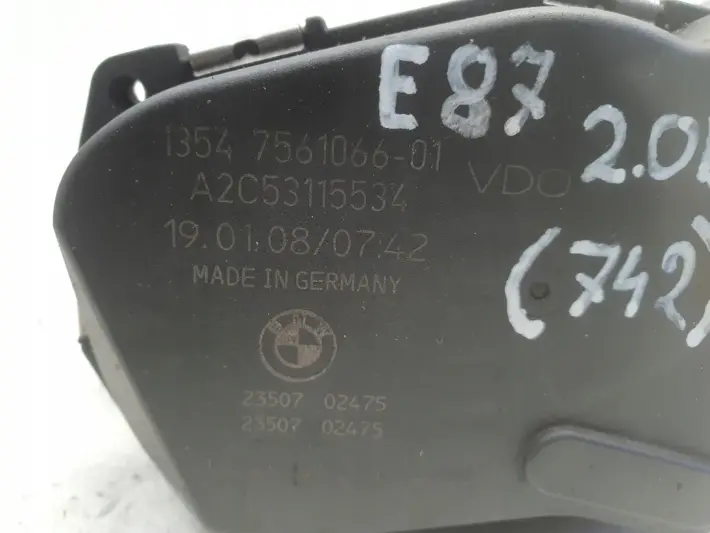 E87
1354 7561066-01
VDO
2.0
A2C53115534
19.01.08/07:42
(742)
MADE IN GERMANY
BMW
23507 02475
23507 02475